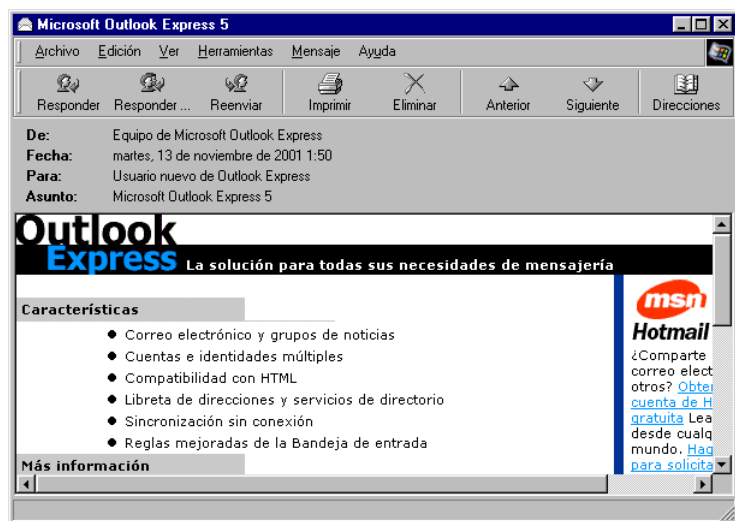 Microsoft Outlook Express 5
Archivo Edición Ver Herramientas Mensaje Ayuda
Responder Responder ... Reenviar Imprimir Eliminar Anterior Siguiente Direcciones
De: Equipo de Microsoft Outlook Express
Fecha: martes, 13 de noviembre de 2001 1:50
Para: Usuario nuevo de Outlook Express
Asunto: Microsoft Outlook Express 5
Outlook
Express La solución para todas sus necesidades de mensajería
Características
Correo electrónico y grupos de noticias
Cuentas e identidades múltiples
Compatibilidad con HTML
Libreta de direcciones y servicios de directorio
Sincronización sin conexión
Reglas mejoradas de la Bandeja de entrada
Más información
msn
Hotmail
¿Comparte
correo elect
otros? Obter
cuenta de H
gratuita Lea
desde cualq
mundo. Hag
para solicita